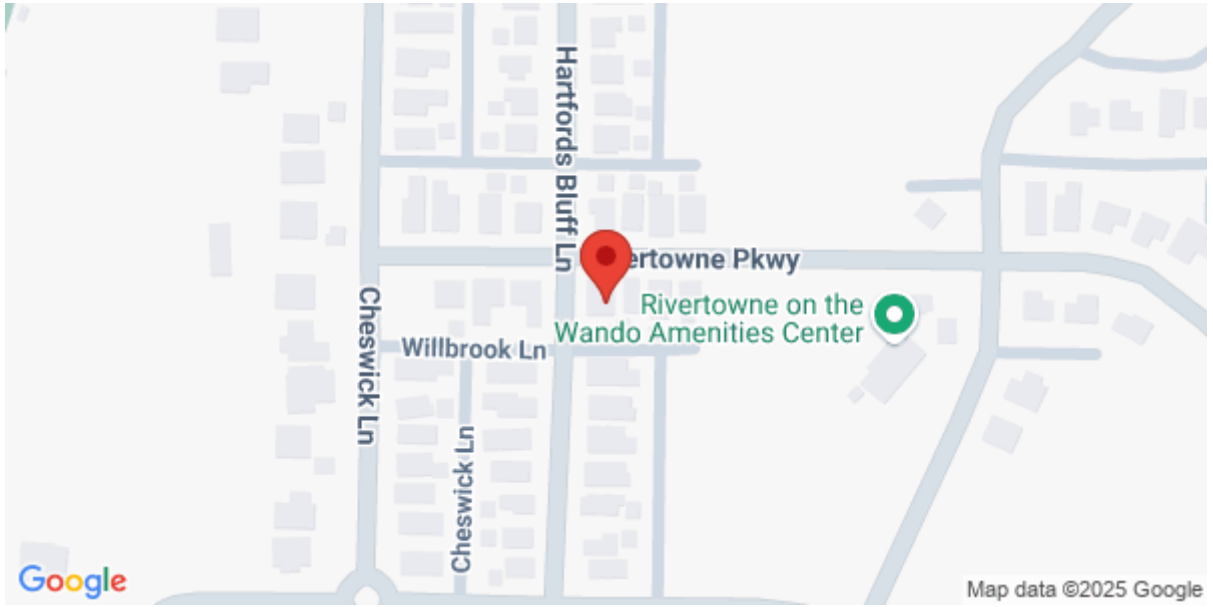 Hartfords Bluff Ln
ertowne Pkwy
Rivertowne on the
Wando Amenities Center
Willbrook Ln
Cheswick Ln
Cheswick Ln
Google
Map data ©2025 Google